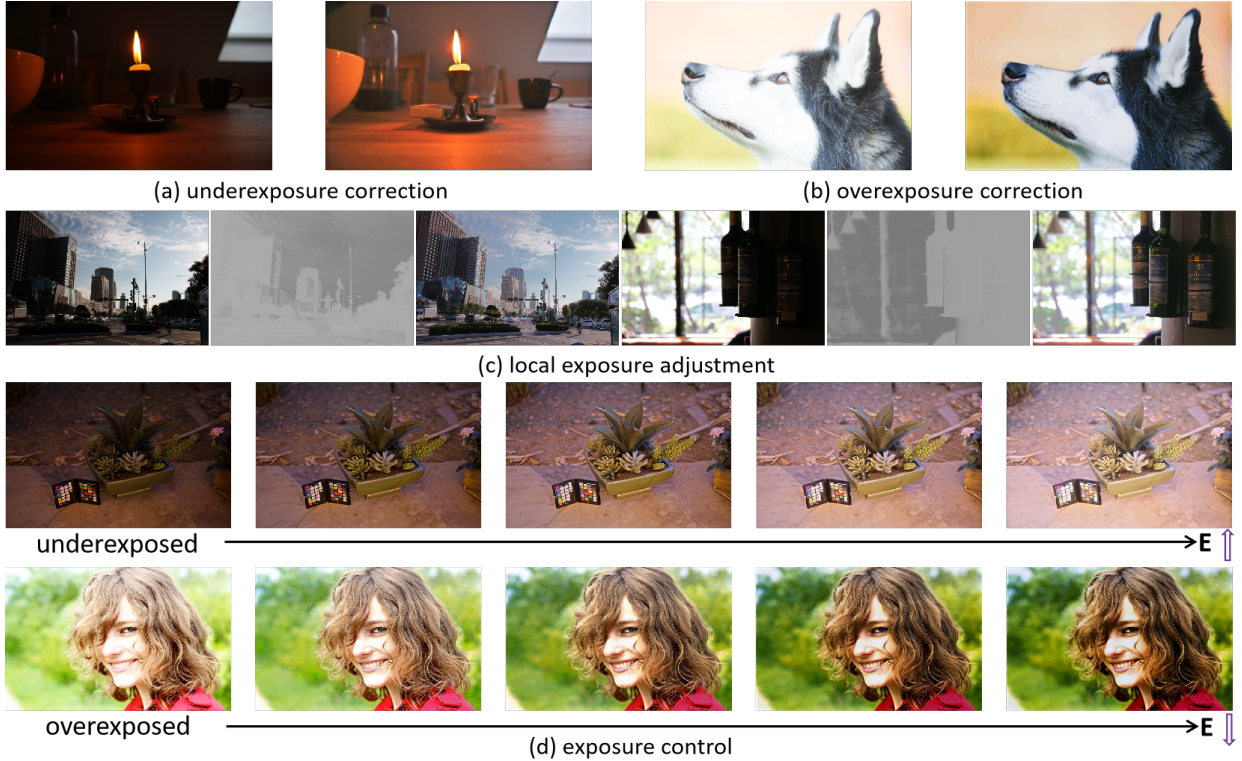 (a) underexposure correction
(b) overexposure correction
(c) local exposure adjustment
underexposed
E ⇧
overexposed
E ⇩
(d) exposure control